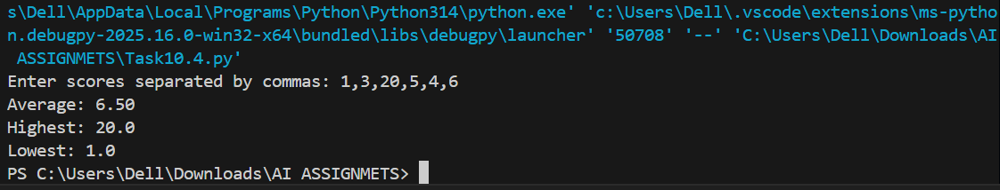 s\Dell\AppData\Local\Programs\Python\Python314\python.exe' 'c:\Users\Dell\.vscode\extensions\ms-pytho
n.debugpy-2025.16.0-win32-x64\bundled\libs\debugpy\launcher' '50708' '--' 'C:\Users\Dell\Downloads\AI
 ASSIGNMETS\Task10.4.py'
Enter scores separated by commas: 1,3,20,5,4,6
Average: 6.50
Highest: 20.0
Lowest: 1.0
PS C:\Users\Dell\Downloads\AI ASSIGNMETS>